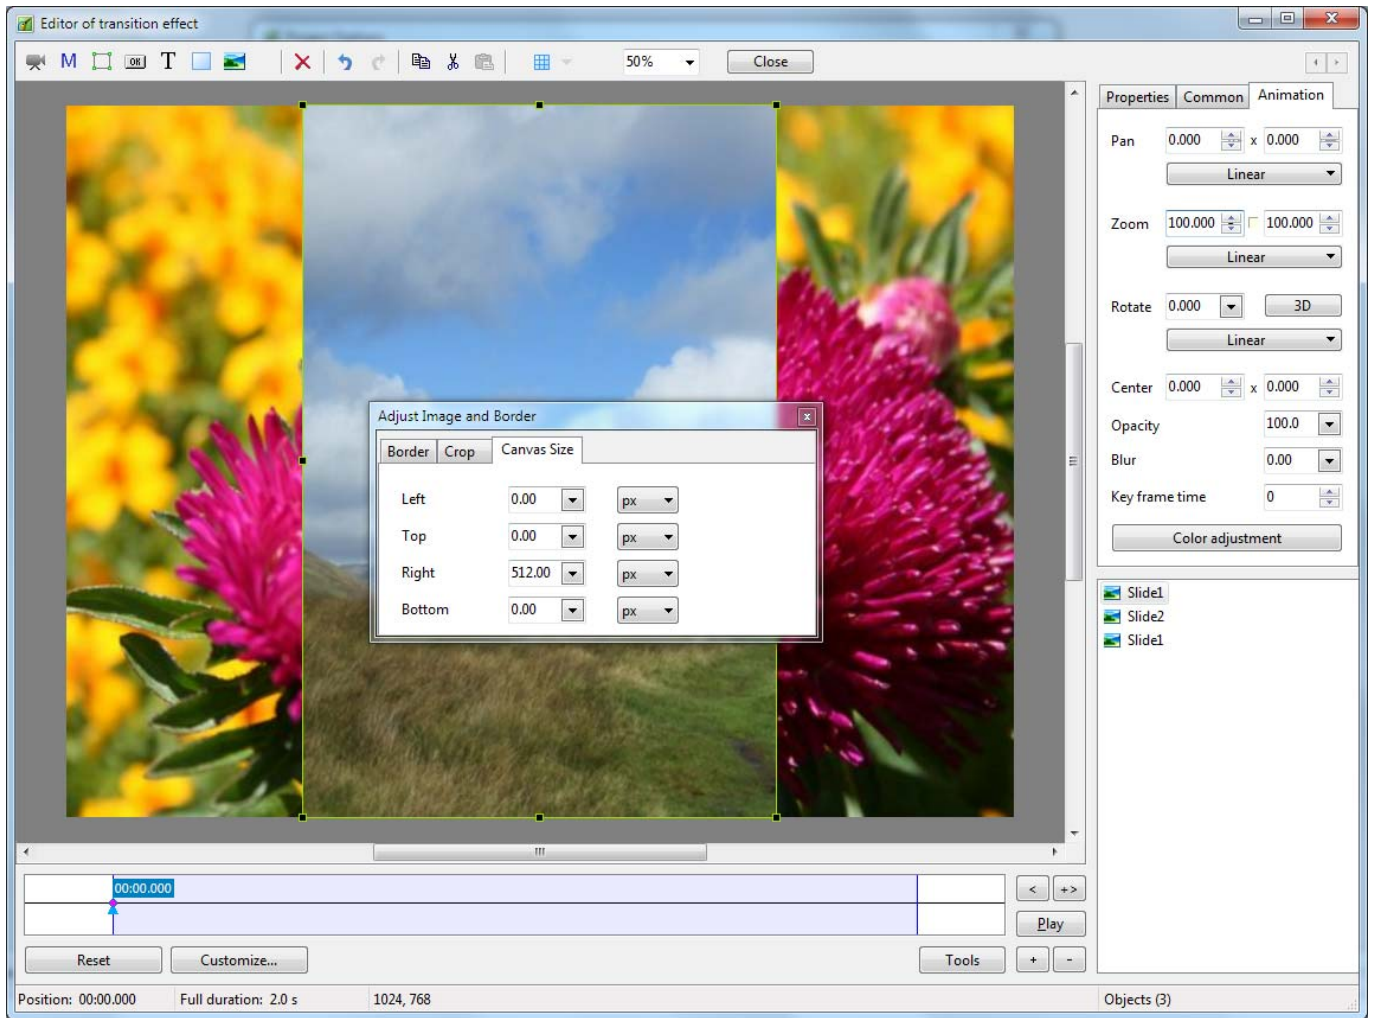 Editor of transition effect
M OK T 50% Close
Properties Common Animation
Pan 0.000 x 0.000
Linear
Zoom 100.000 100.000
Linear
Rotate 0.000 3D
Linear
Center 0.000 x 0.000
Opacity 100.0
Blur 0.00
Key frame time 0
Color adjustment
Adjust Image and Border
Border Crop Canvas Size
Left 0.00 px
Top 0.00 px
Right 512.00 px
Bottom 0.00 px
Slide1
Slide2
Slide1
00:00.000
< +>
Play
Reset Customize... Tools + -
Position: 00:00.000 Full duration: 2.0 s 1024, 768 Objects (3)